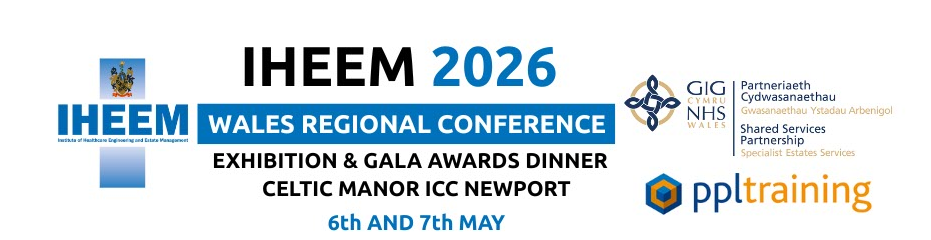 IHEEM
Institute of Healthcare Engineering and Estate Management
IHEEM 2026
WALES REGIONAL CONFERENCE
EXHIBITION & GALA AWARDS DINNER
CELTIC MANOR ICC NEWPORT
6th AND 7th MAY
GIG
CYMRU
NHS
WALES
Partneriaeth
Cydwasanaethau
Gwasanaethau Ystadau Arbenigol
Shared Services
Partnership
Specialist Estates Services
ppltraining